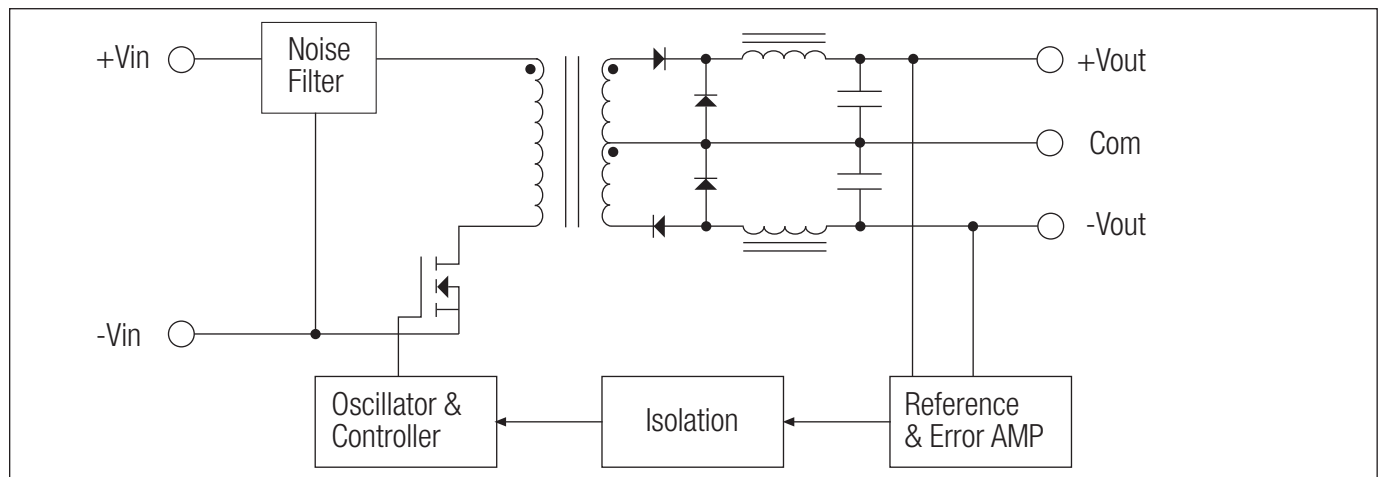 +Vin
Noise
Filter
+Vout
Com
-Vout
-Vin
Oscillator &
Controller
Isolation
Reference
& Error AMP